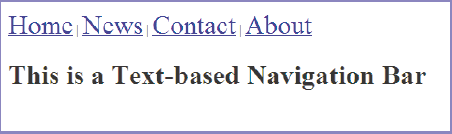 Home | News | Contact | About
This is a Text-based Navigation Bar